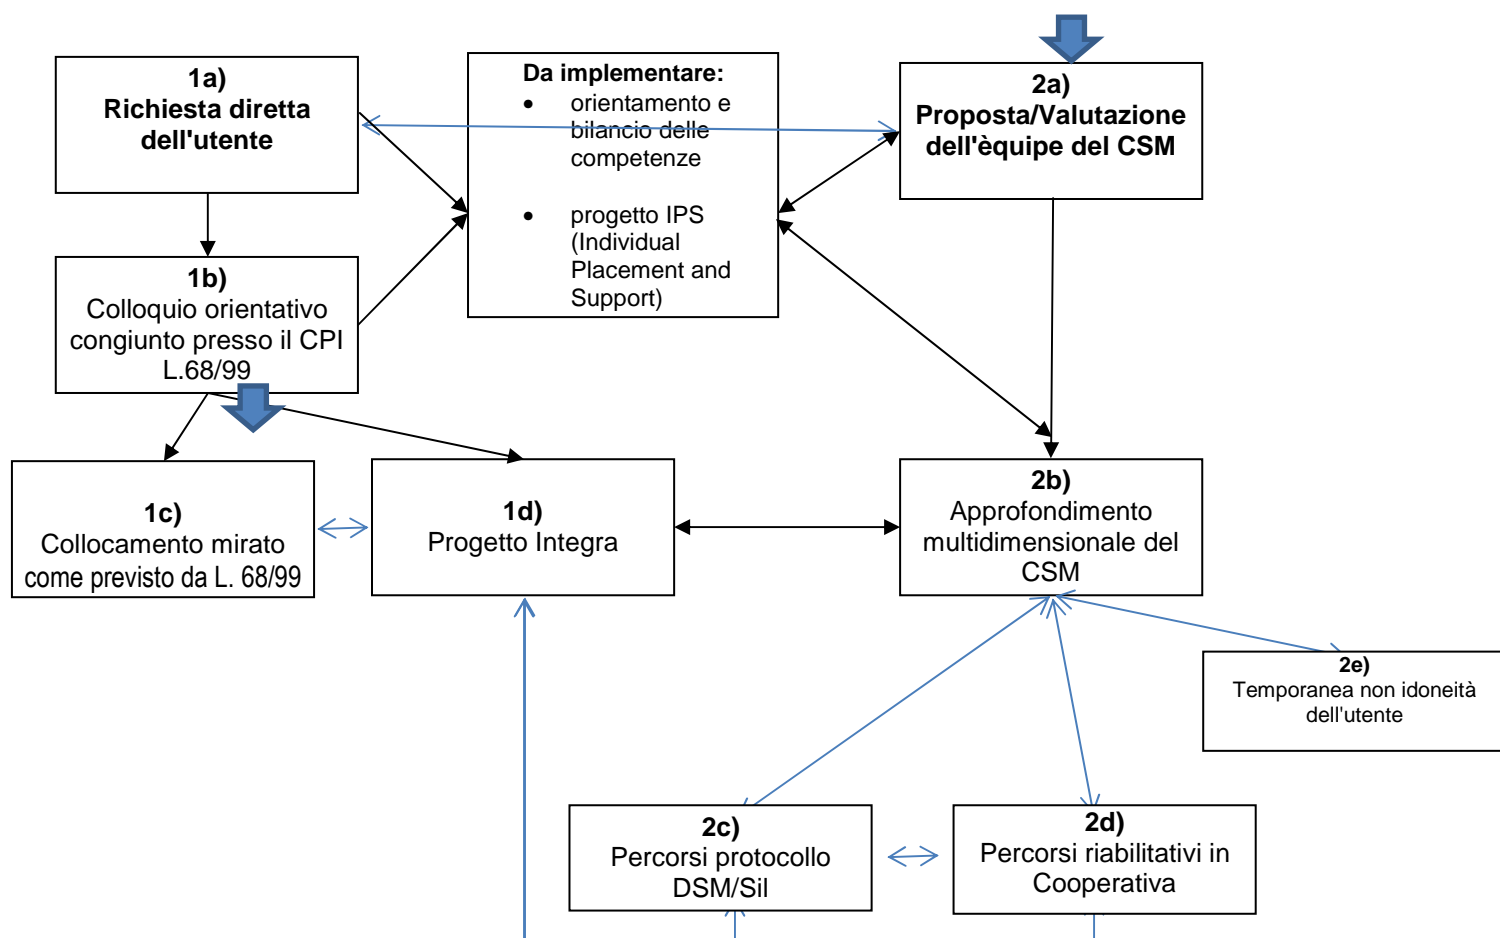 1a)
Richiesta diretta
dell'utente
Da implementare:
• orientamento e
bilancio delle
competenze
• progetto IPS
(Individual
Placement and
Support)
2a)
Proposta/Valutazione
dell'èquipe del CSM
1b)
Colloquio orientativo
congiunto presso il CPI
L.68/99
1c)
Collocamento mirato
come previsto da L. 68/99
1d)
Progetto Integra
2b)
Approfondimento
multidimensionale del
CSM
2e)
Temporanea non idoneità
dell'utente
2c)
Percorsi protocollo
DSM/Sil
2d)
Percorsi riabilitativi in
Cooperativa